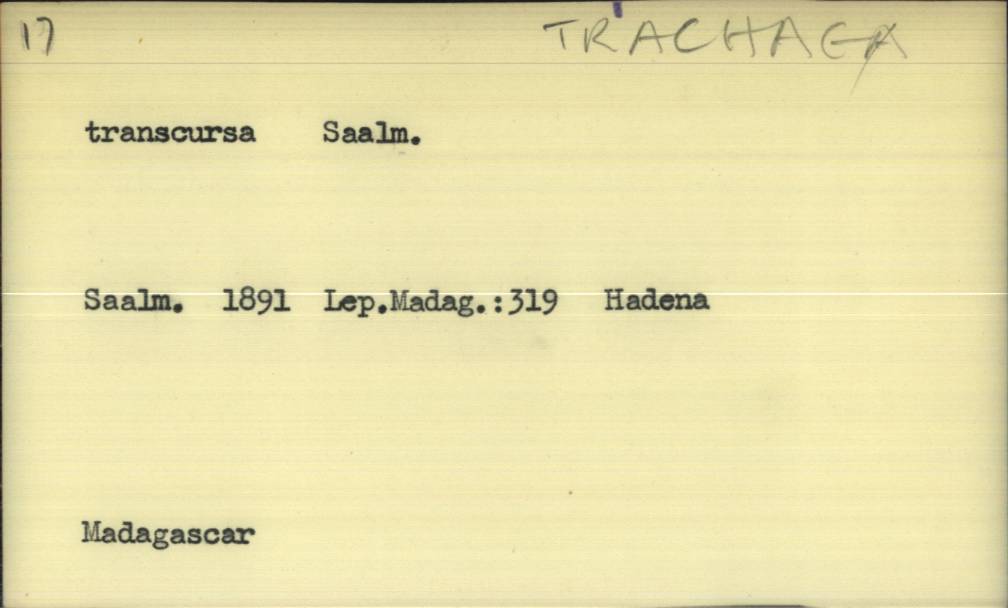 17 TRACHAEA
transcursa Saalm.
Saalm. 1891 Lep.Madag.:319 Hadena
Madagascar